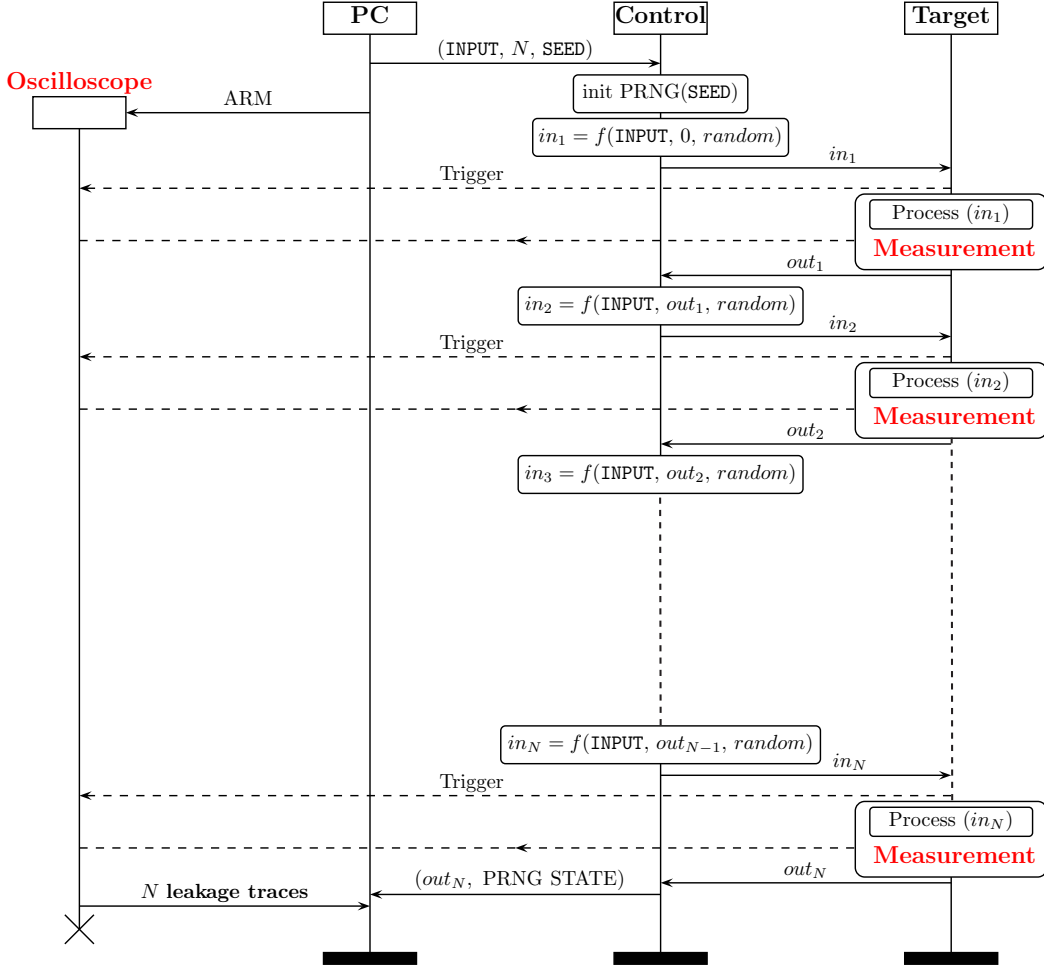 PC
Control
Target
(INPUT, N, SEED)
Oscilloscope
init PRNG(SEED)
ARM
in₁ = f(INPUT, 0, random)
in₁
Trigger
Process (in₁)
Measurement
out₁
in₂ = f(INPUT, out₁, random)
in₂
Trigger
Process (in₂)
Measurement
out₂
in₃ = f(INPUT, out₂, random)
in_N = f(INPUT, out_{N−1}, random)
in_N
Trigger
Process (in_N)
Measurement
out_N
(out_N, PRNG STATE)
N leakage traces